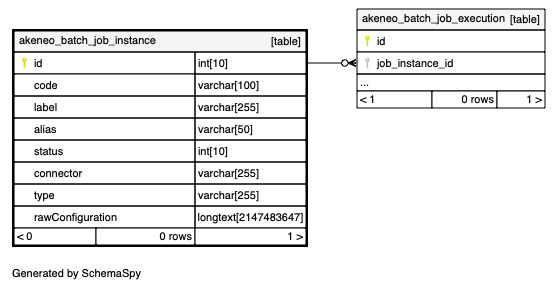 akeneo_batch_job_instance [table]
id int[10]
code varchar[100]
label varchar[255]
alias varchar[50]
status int[10]
connector varchar[255]
type varchar[255]
rawConfiguration longtext[2147483647]
< 0 0 rows 1 >
akeneo_batch_job_execution [table]
id
job_instance_id
...
< 1 0 rows 1 >
Generated by SchemaSpy